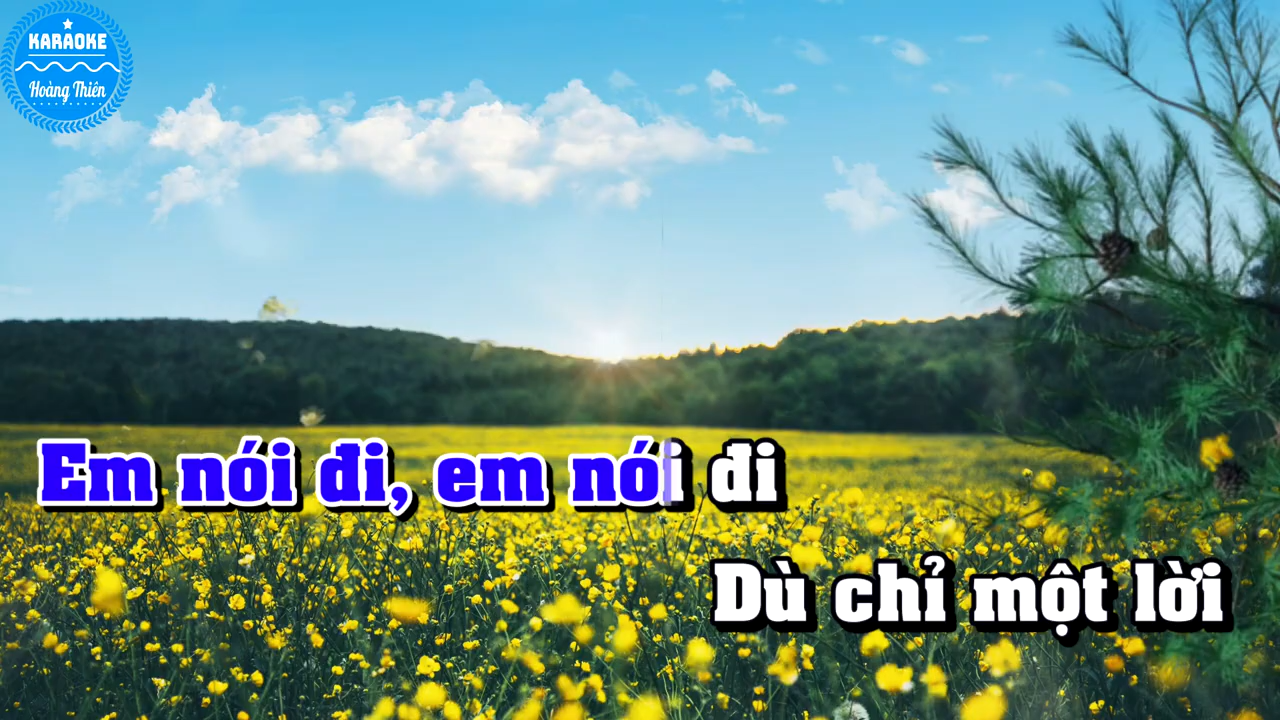 KARAOKE
Hoàng Thiên
Em nói đi, em nói đi
Dù chỉ một lời